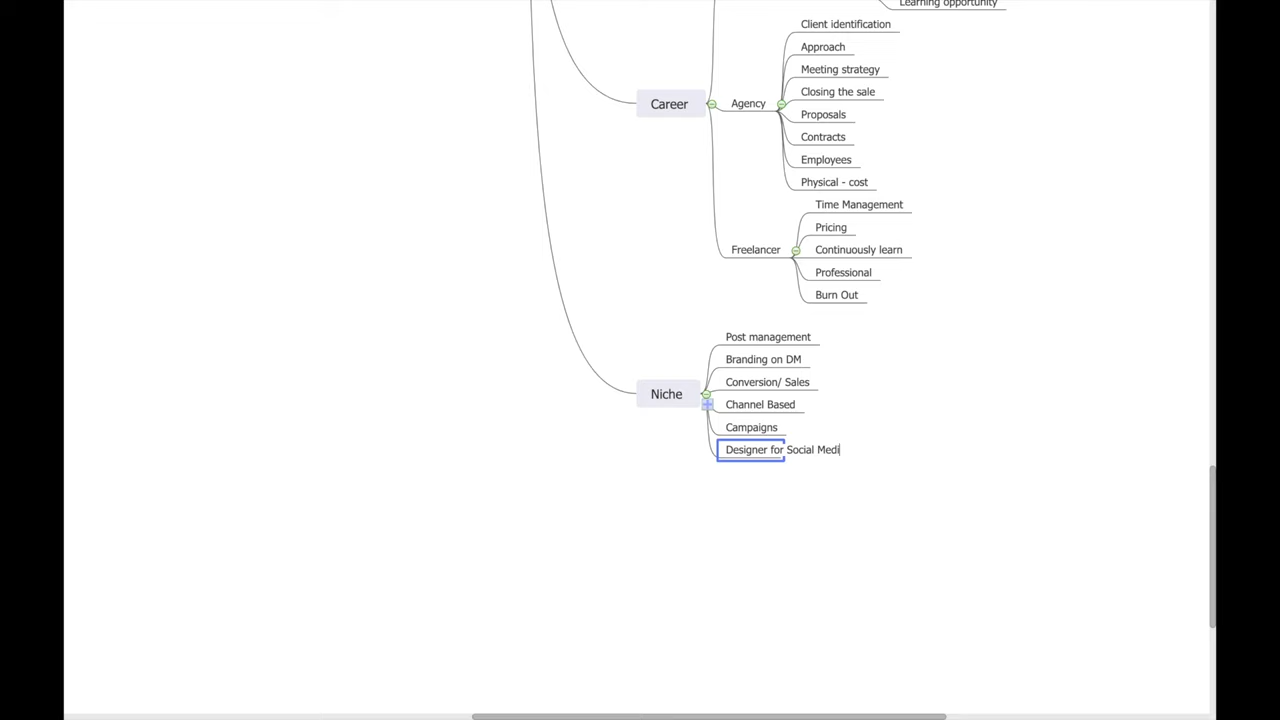 Learning opportunity
Client identification
Approach
Meeting strategy
Closing the sale
Career
Agency
Proposals
Contracts
Employees
Physical - cost
Time Management
Pricing
Freelancer
Continuously learn
Professional
Burn Out
Post management
Branding on DM
Conversion/ Sales
Niche
Channel Based
Campaigns
Designer for Social Medi